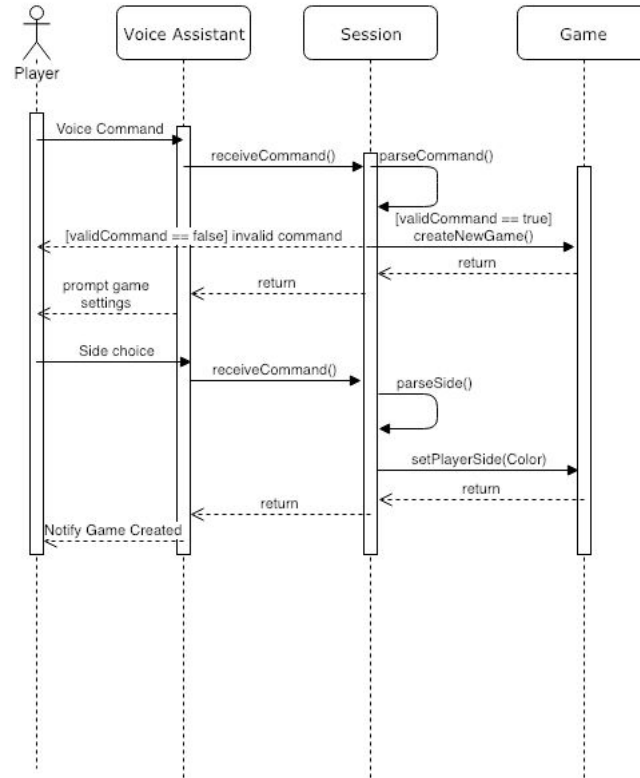 Voice Assistant
Session
Game
Player
Voice Command
receiveCommand()
parseCommand()
[validCommand == true]
createNewGame()
[validCommand == false] invalid command
return
return
prompt game
settings
Side choice
receiveCommand()
parseSide()
setPlayerSide(Color)
return
return
Notify Game Created